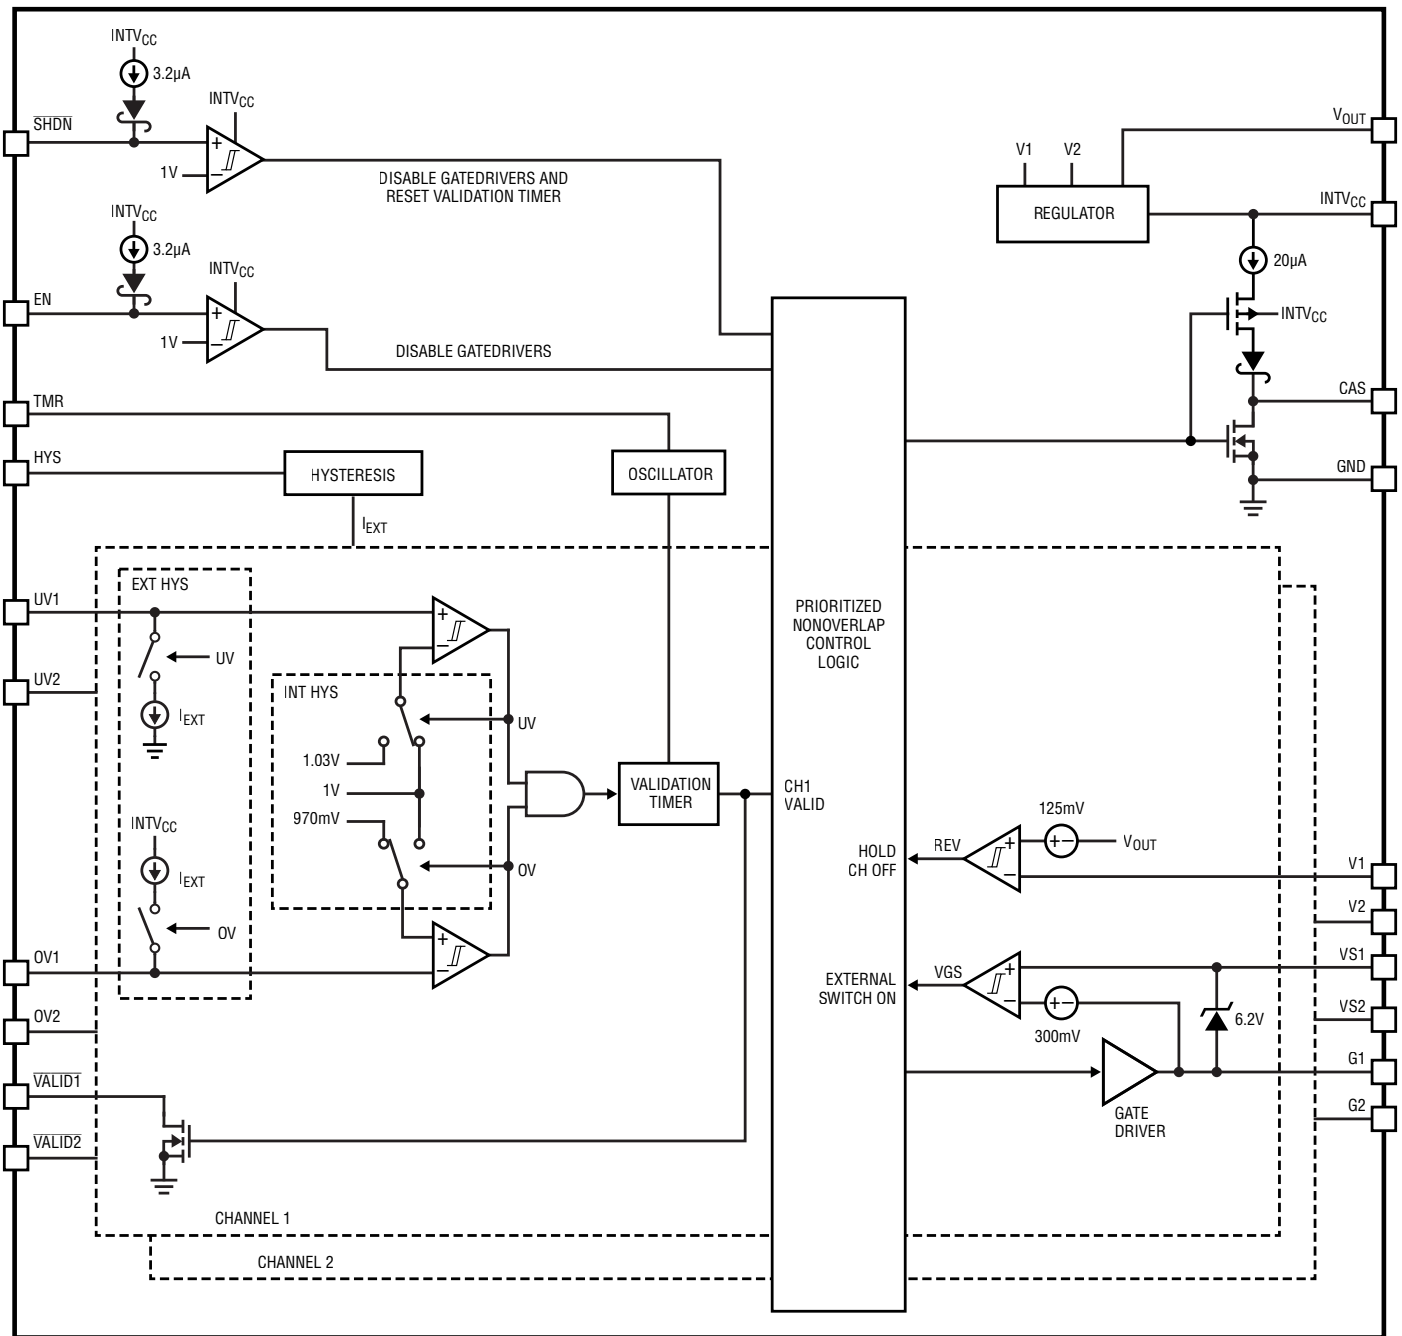 INTVCC
3.2µA
SHDN
INTVCC
1V
DISABLE GATEDRIVERS AND
RESET VALIDATION TIMER
INTVCC
3.2µA
EN
INTVCC
1V
DISABLE GATEDRIVERS
TMR
HYS
HYSTERESIS
OSCILLATOR
IEXT
V1
V2
REGULATOR
VOUT
INTVCC
20µA
INTVCC
CAS
GND
EXT HYS
UV1
UV
UV2
IEXT
INT HYS
UV
1.03V
1V
970mV
OV
INTVCC
IEXT
OV
OV1
OV2
VALID1
VALID2
VALIDATION
TIMER
PRIORITIZED
NONOVERLAP
CONTROL
LOGIC
CH1
VALID
HOLD
CH OFF
REV
125mV
VOUT
V1
V2
EXTERNAL
SWITCH ON
VGS
300mV
6.2V
VS1
VS2
G1
GATE
DRIVER
G2
CHANNEL 1
CHANNEL 2
+
−
+
−
+
−
+
−
+
−
+−
+
−
+−